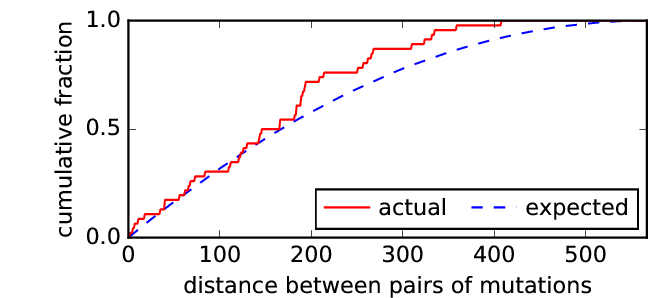 cumulative fraction
1.0
0.5
0.0
0 100 200 300 400 500
actual expected
distance between pairs of mutations